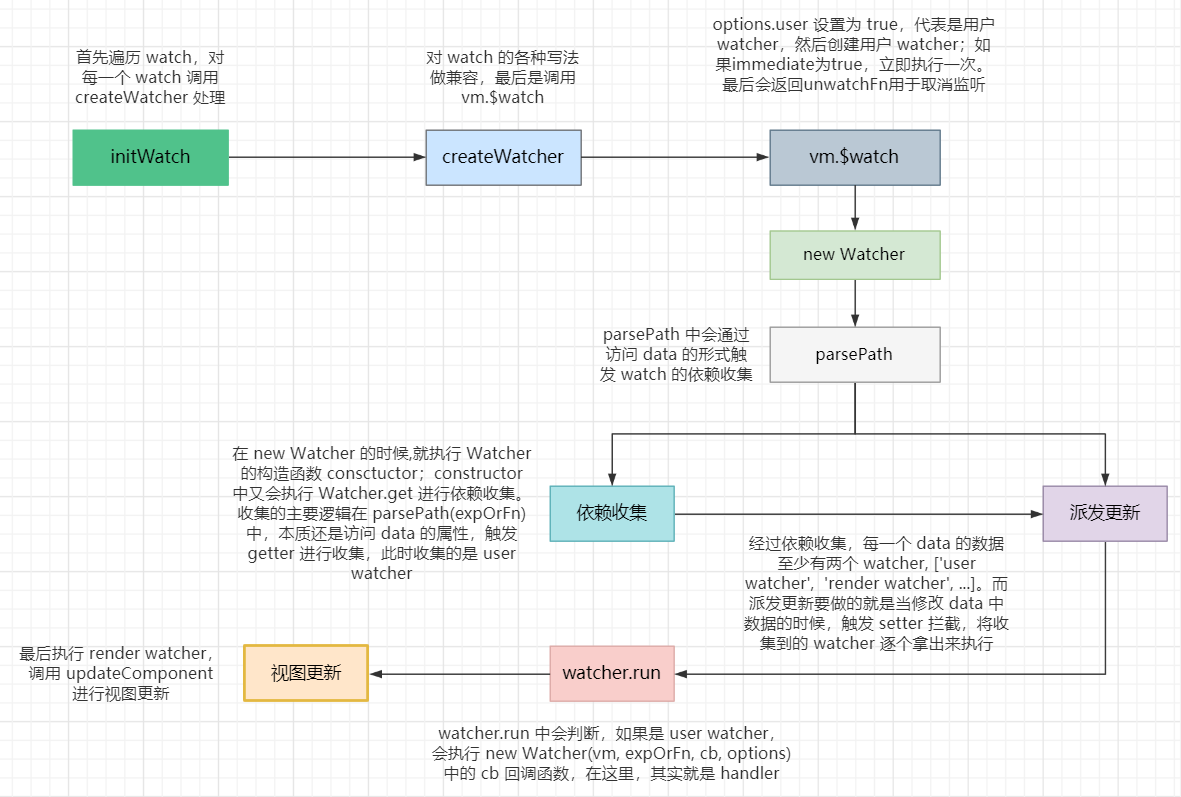 首先遍历 watch，对
每一个 watch 调用
createWatcher 处理
对 watch 的各种写法
做兼容，最后是调用
vm.$watch
options.user 设置为 true，代表是用户
watcher，然后创建用户 watcher；如
果immediate为true，立即执行一次。
最后会返回unwatchFn用于取消监听
initWatch
createWatcher
vm.$watch
new Watcher
parsePath 中会通过
访问 data 的形式触
发 watch 的依赖收集
parsePath
在 new Watcher 的时候,就执行 Watcher
的构造函数 consctuctor；constructor
中又会执行 Watcher.get 进行依赖收集。
收集的主要逻辑在 parsePath(expOrFn)
中，本质还是访问 data 的属性，触发
getter 进行收集，此时收集的是 user
watcher
依赖收集
派发更新
经过依赖收集，每一个 data 的数据
至少有两个 watcher, ['user
watcher'，'render watcher', ...]。而
派发更新要做的就是当修改 data 中
数据的时候，触发 setter 拦截，将收
集到的 watcher 逐个拿出来执行
最后执行 render watcher，
调用 updateComponent
进行视图更新
视图更新
watcher.run
watcher.run 中会判断，如果是 user watcher，
会执行 new Watcher(vm, expOrFn, cb, options)
中的 cb 回调函数，在这里，其实就是 handler